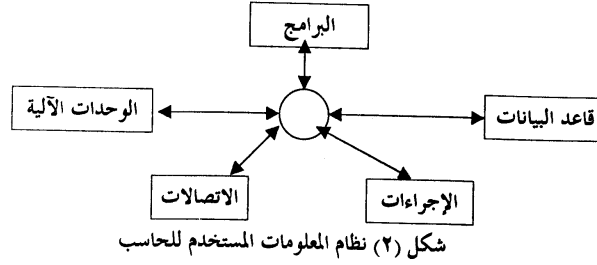 البرامج
قاعد البيانات
الوحدات الآلية
الإجراءات
الاتصالات
شكل (٢) نظام المعلومات المستخدم للحاسب